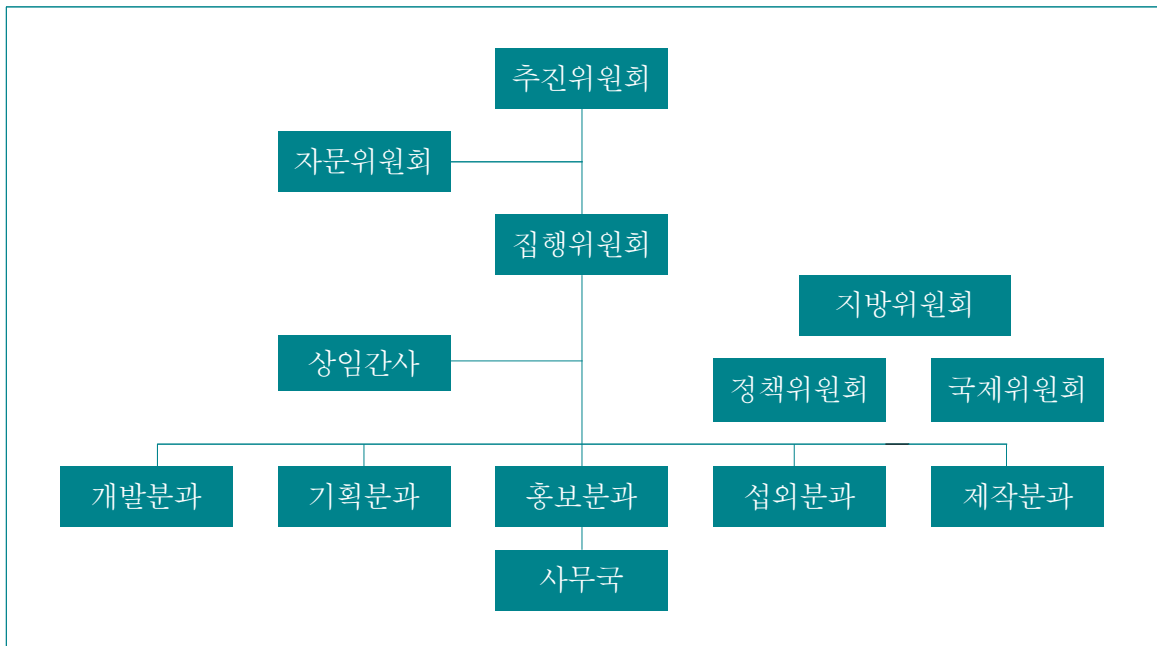 추진위원회
자문위원회
집행위원회
지방위원회
상임간사
정책위원회
국제위원회
개발분과
기획분과
홍보분과
섭외분과
제작분과
사무국